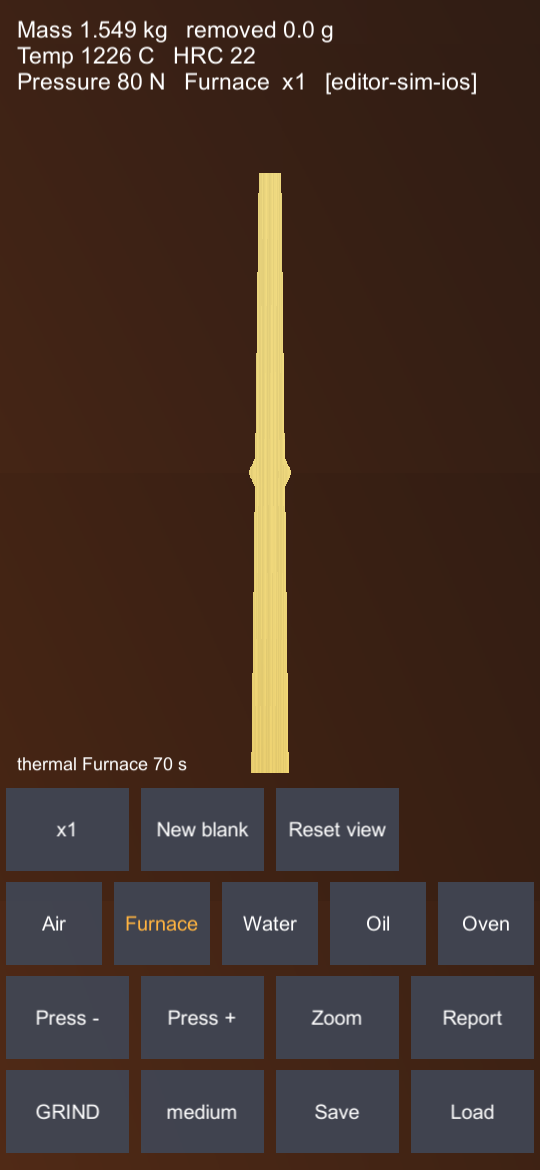 Mass 1.549 kg   removed 0.0 g
Temp 1226 C   HRC 22
Pressure 80 N   Furnace  x1   [editor-sim-ios]
thermal Furnace 70 s
x1   New blank   Reset view
Air   Furnace   Water   Oil   Oven
Press -   Press +   Zoom   Report
GRIND   medium   Save   Load